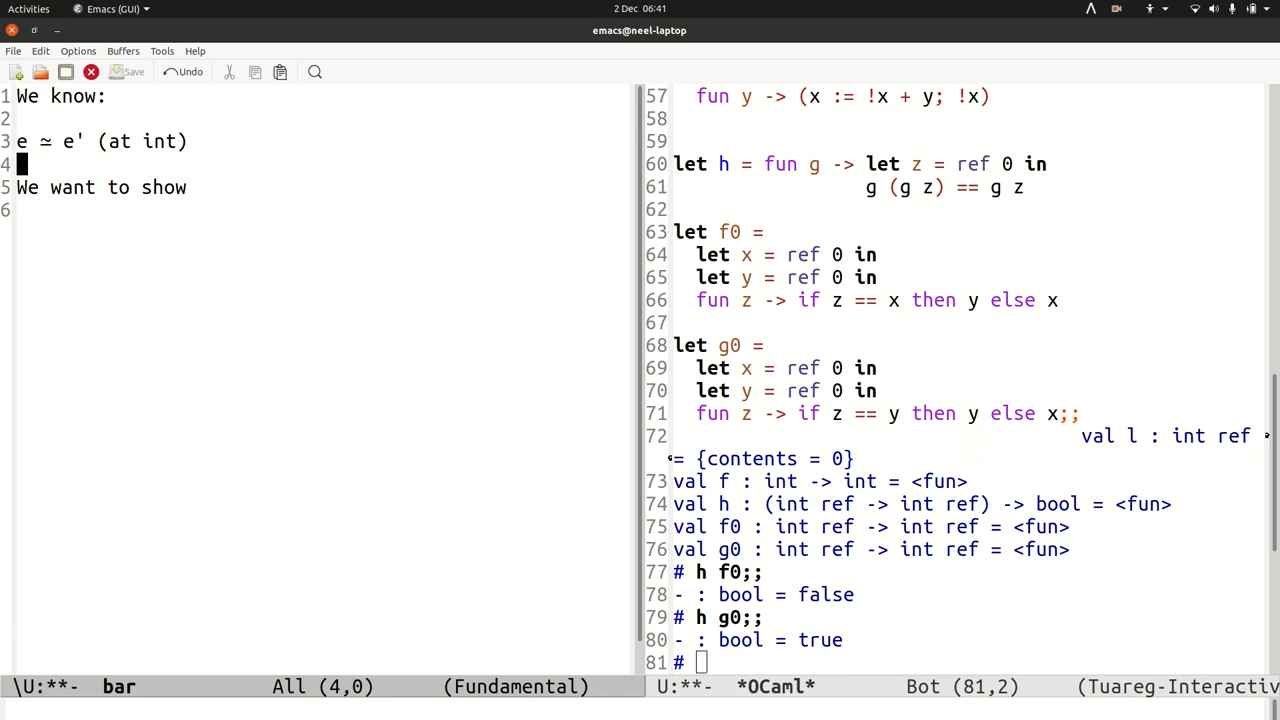 Activities Emacs (GUI) 2 Dec 06:41
emacs@neel-laptop
File Edit Options Buffers Tools Help
Save Undo
1 We know:
2
3 e ≃ e' (at int)
4
5 We want to show
6
\U:**- bar All (4,0) (Fundamental)
57 fun y -> (x := !x + y; !x)
58
59
60 let h = fun g -> let z = ref 0 in
61 g (g z) == g z
62
63 let f0 =
64 let x = ref 0 in
65 let y = ref 0 in
66 fun z -> if z == x then y else x
67
68 let g0 =
69 let x = ref 0 in
70 let y = ref 0 in
71 fun z -> if z == y then y else x;;
72 val l : int ref
= {contents = 0}
73 val f : int -> int = <fun>
74 val h : (int ref -> int ref) -> bool = <fun>
75 val f0 : int ref -> int ref = <fun>
76 val g0 : int ref -> int ref = <fun>
77 # h f0;;
78 - : bool = false
79 # h g0;;
80 - : bool = true
81 #
U:**- *OCaml* Bot (81,2) (Tuareg-Interactiv